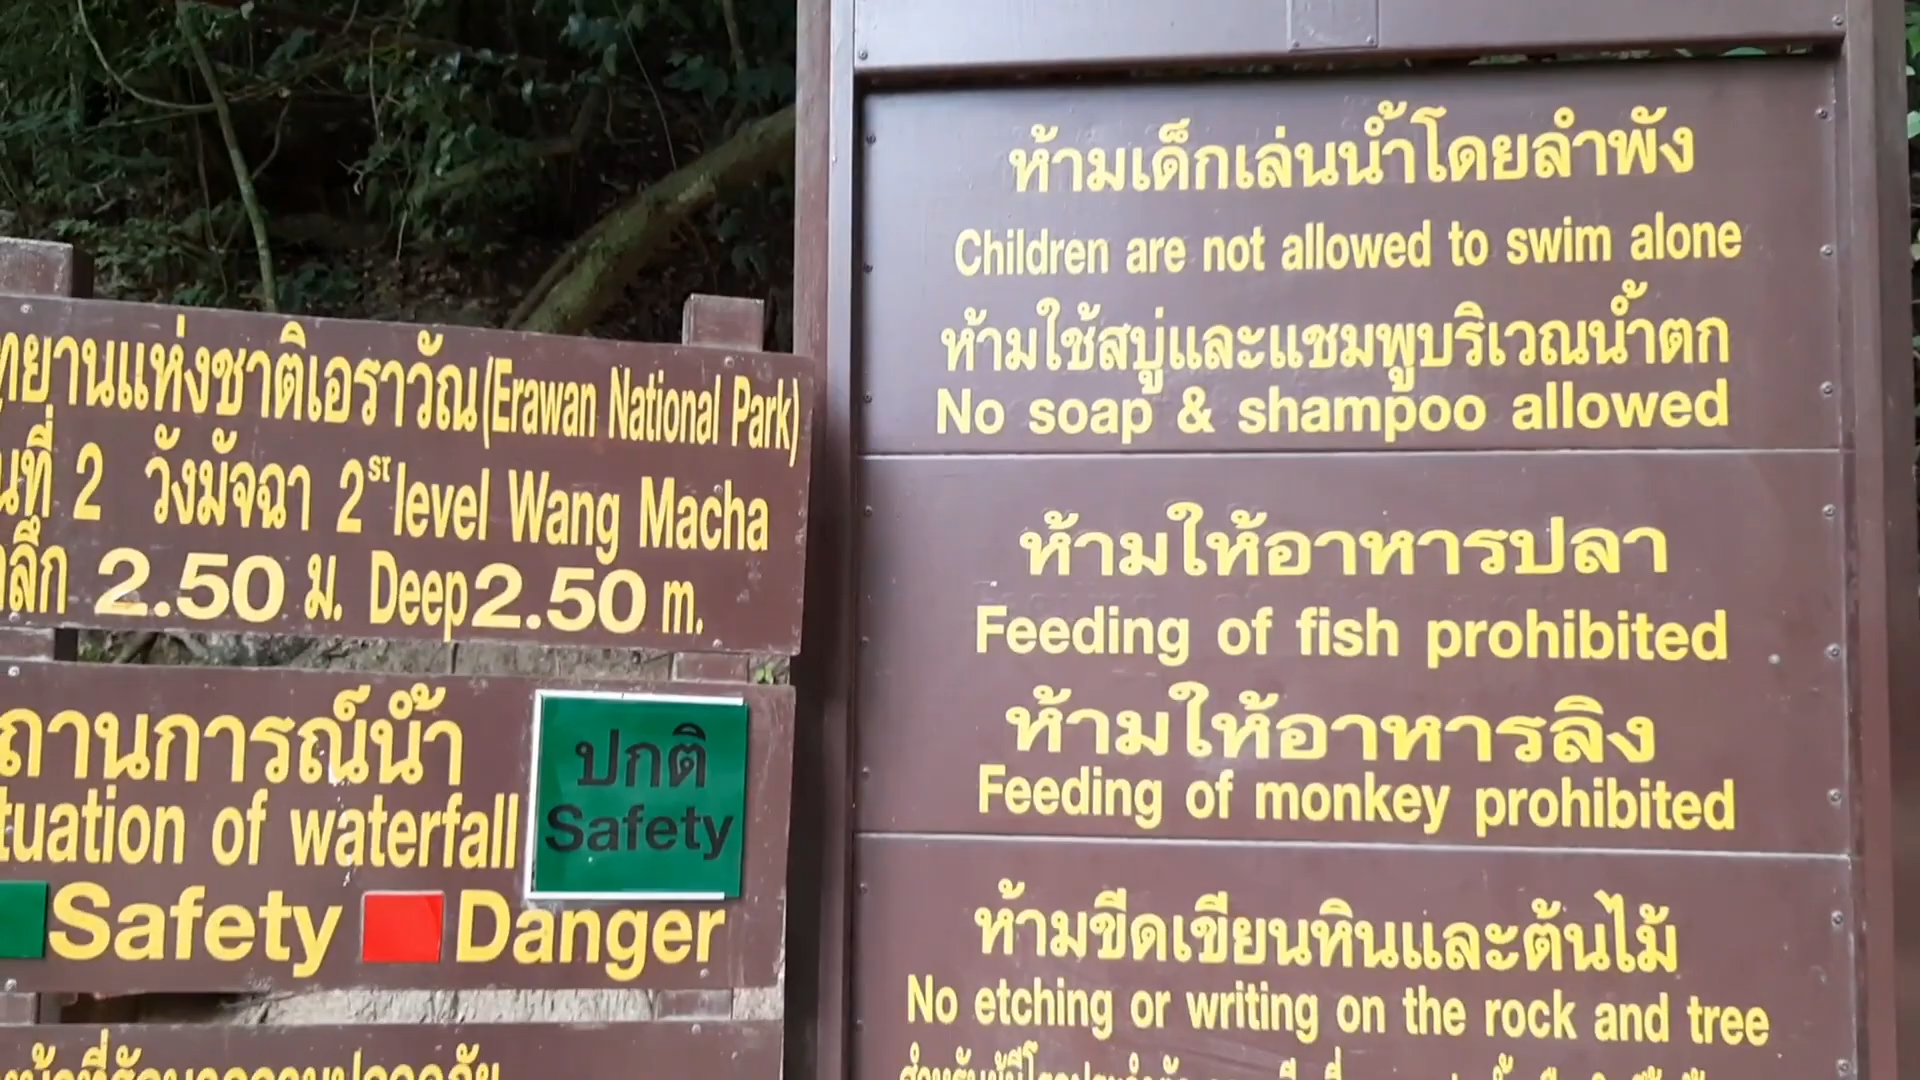 ห้ามเด็กเล่นน้ำโดยลำพัง
Children are not allowed to swim alone
ห้ามใช้สบู่และแชมพูบริเวณน้ำตก
No soap & shampoo allowed
ห้ามให้อาหารปลา
Feeding of fish prohibited
ห้ามให้อาหารลิง
Feeding of monkey prohibited
ห้ามขีดเขียนหินและต้นไม้
No etching or writing on the rock and tree
ทยานแห่งชาติเอราวัณ(Erawan National Park)
นที่ 2 วังมัจฉา 2sr level Wang Macha
ลึก 2.50 ม. Deep 2.50 m.
ถานการณ์น้ำ
tuation of waterfall
ปกติ
Safety
Safety Danger